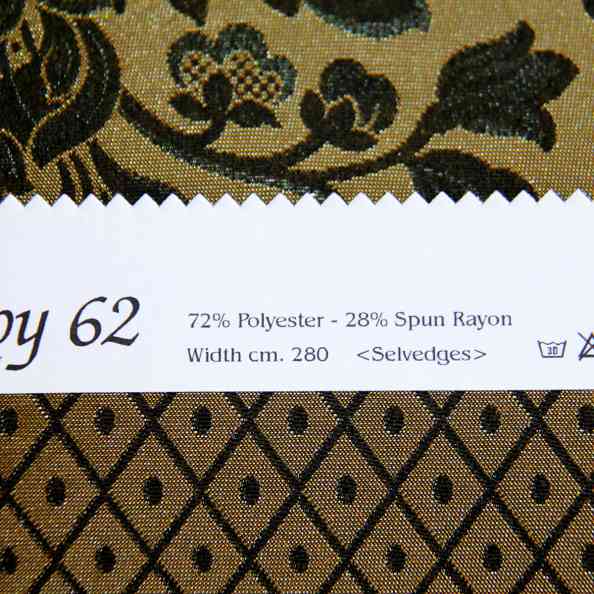 py 62
72% Polyester - 28% Spun Rayon
Width cm. 280 <Selvedges>
30